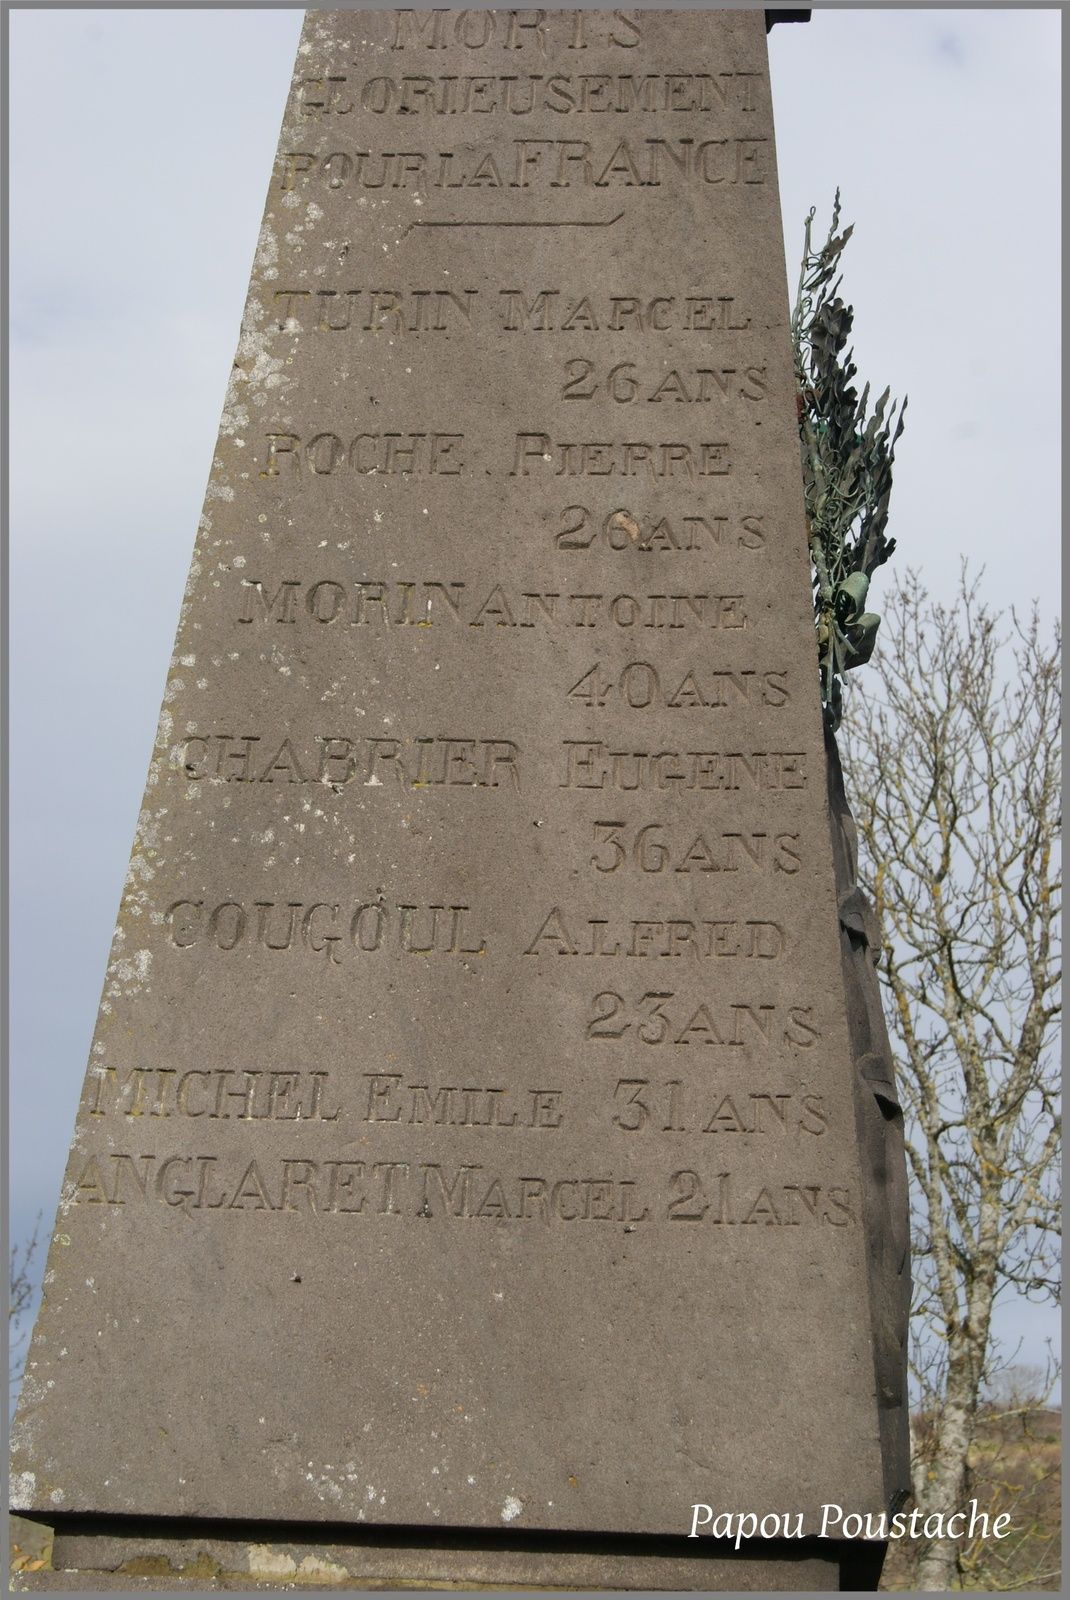 MORTS
GLORIEUSEMENT
POUR LA FRANCE
TURIN MARCEL
26 ANS
ROCHE PIERRE
26 ANS
MORIN ANTOINE
40 ANS
CHABRIER EUGENE
36 ANS
COUGOUL ALFRED
23 ANS
MICHEL EMILE 31 ANS
ANGLARET MARCEL 21 ANS
Papou Poustache